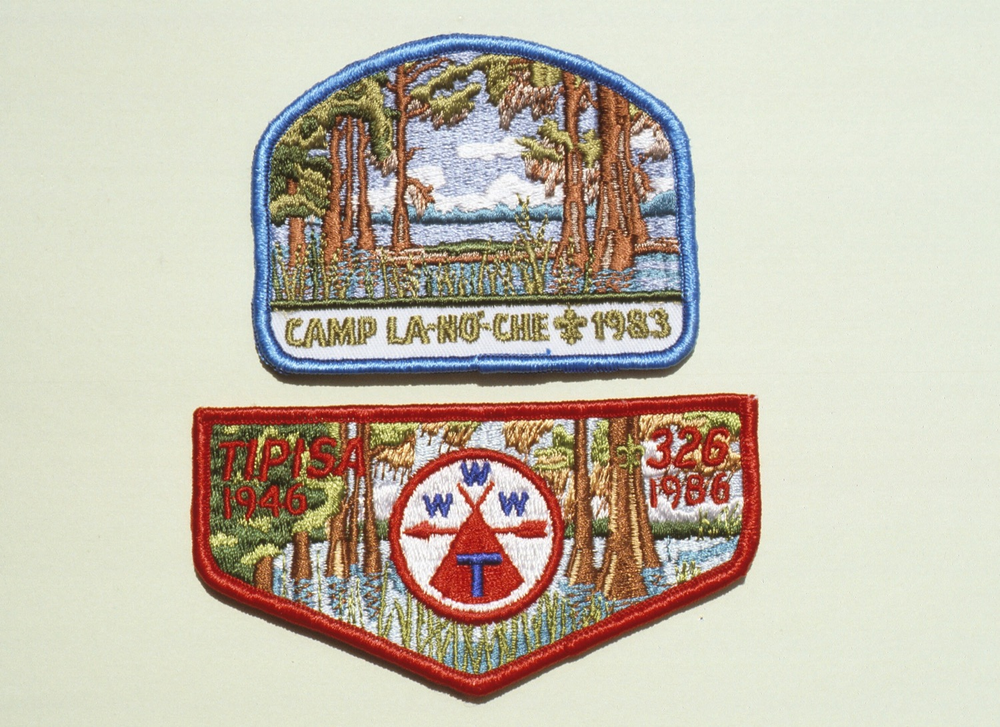 CAMP LA-NO'-CHE 1983
TIPISA
1946
W
W W
T
326
1986